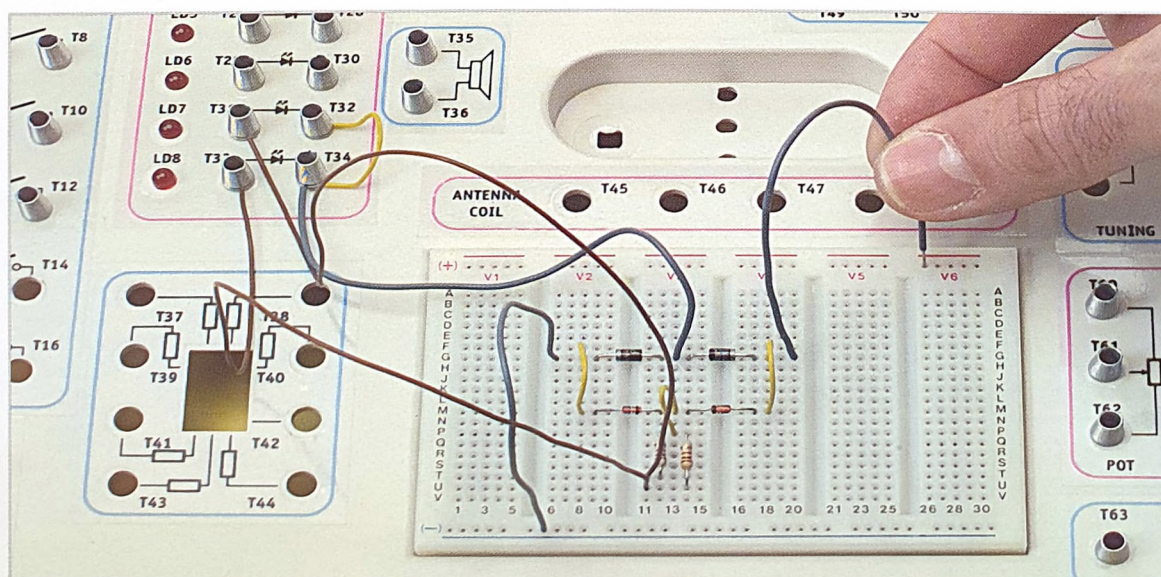 T8
T10
T12
T14
T16
LD6
T30
LD7
T32
LD8
T34
T35
T36
T45
T46
T47
ANTENNA
COIL
TUNING
T37
T39
T40
T41
T42
T43
T44
(+)
V1
V2
V5
V6
A
B
C
D
E
F
G
H
J
K
L
M
N
P
Q
R
S
T
U
V
A
B
C
D
E
F
G
H
J
K
L
M
N
P
Q
R
S
T
U
V
1 3 5 6 8 10 11 13 15 16 18 20 21 23 25 26 28 30
(−)
T61
T62
POT
T63